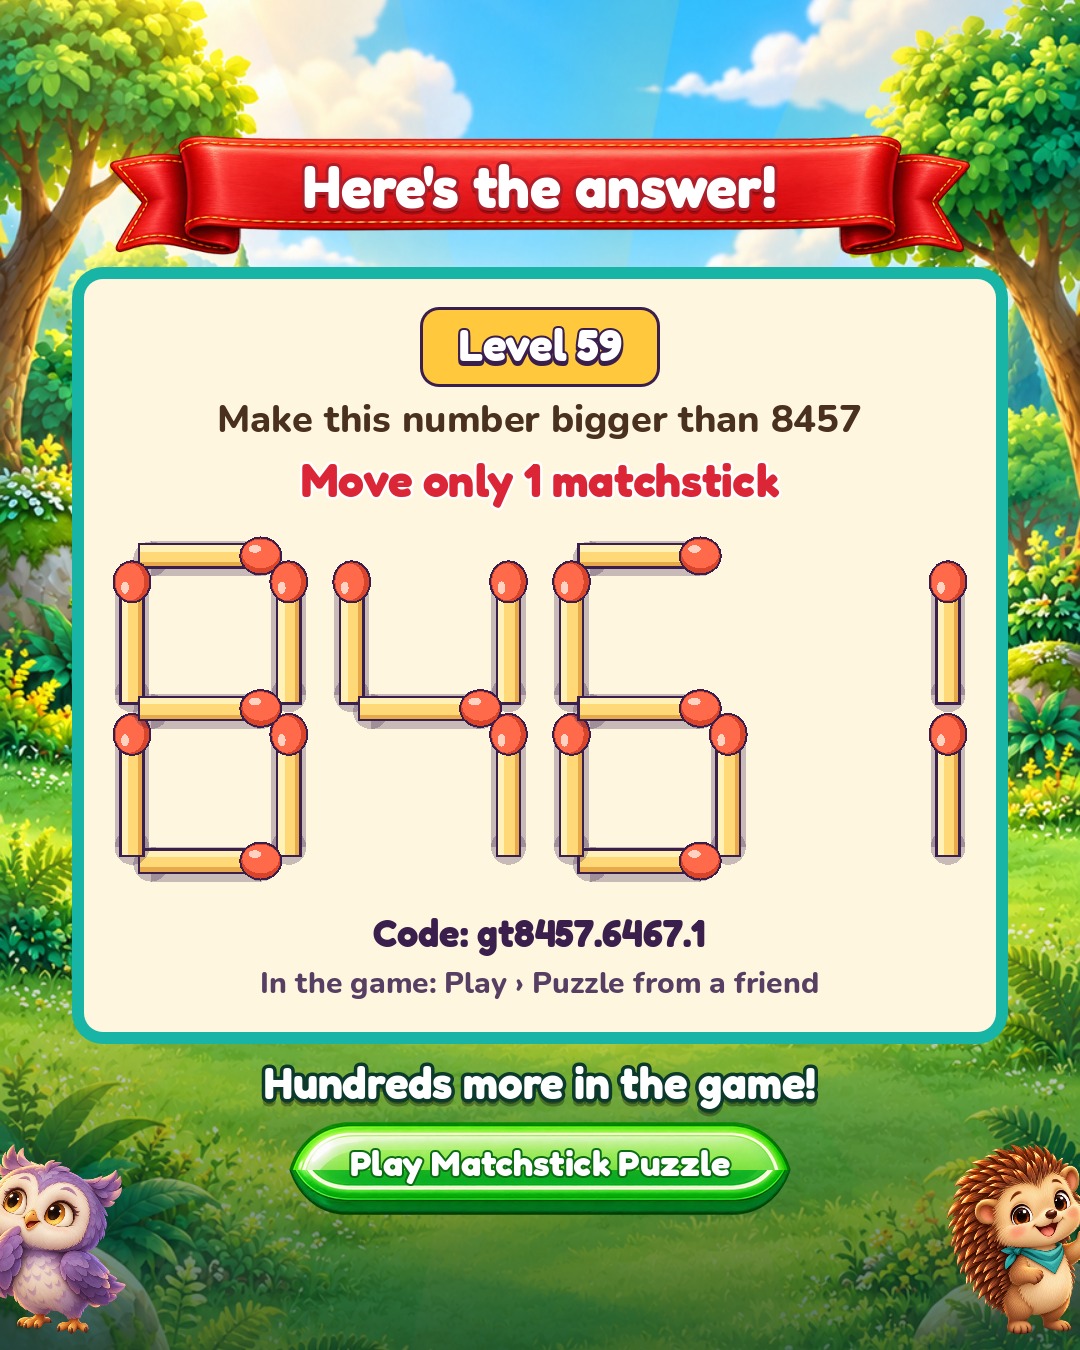 Here's the answer!
Level 59
Make this number bigger than 8457
Move only 1 matchstick
8461
Code: gt8457.6467.1
In the game: Play › Puzzle from a friend
Hundreds more in the game!
Play Matchstick Puzzle